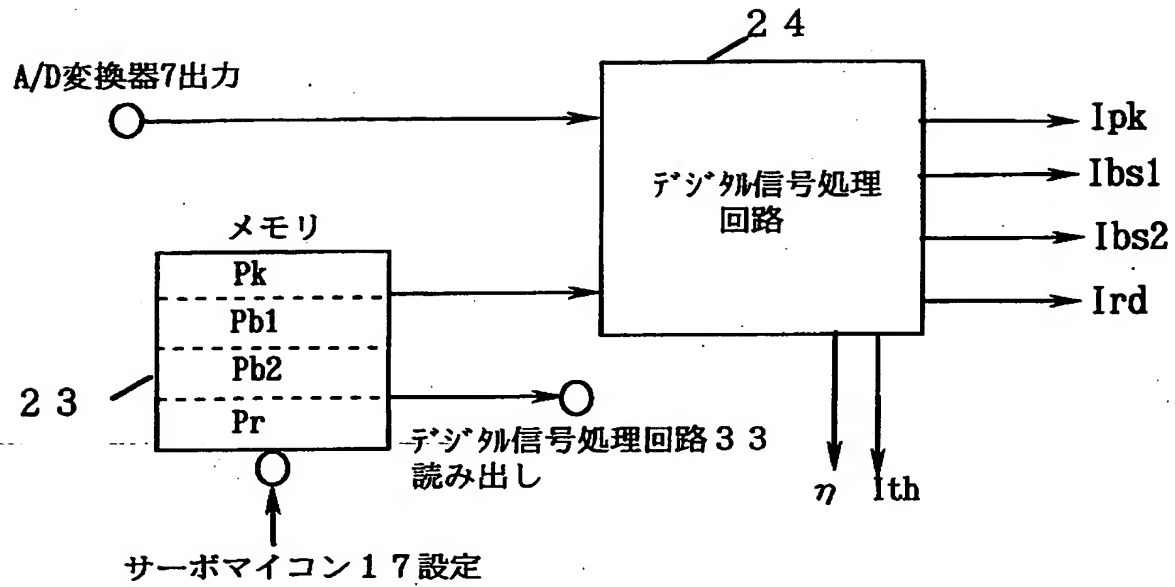 ２４
A/D変換器7出力
Ipk
Ibs1
デジタル信号処理
回路
Ibs2
Ird
メモリ
Pk
Pb1
Pb2
Pr
２３
デジタル信号処理回路３３
読み出し
η
Ith
サーボマイコン１７設定